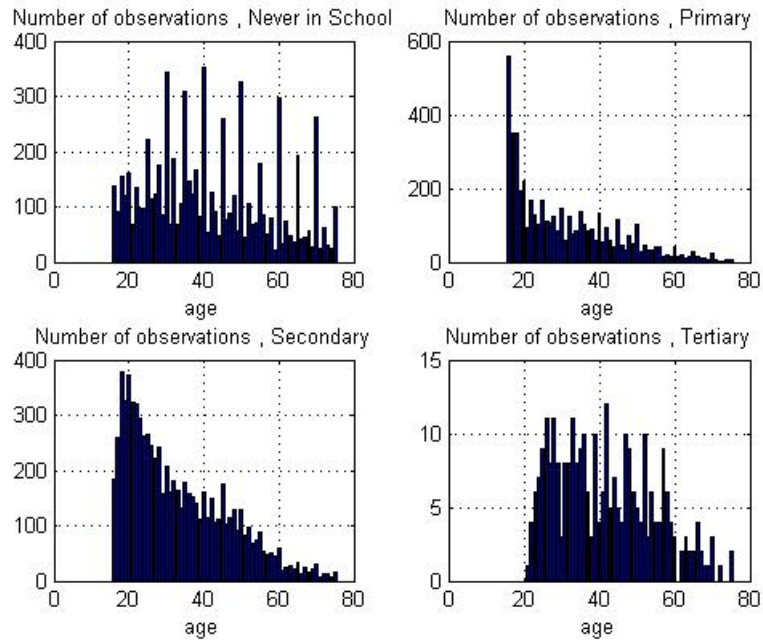 Number of observations , Never in School
400
300
200
100
0
0 20 40 60 80
age
Number of observations , Primary
600
400
200
0
0 20 40 60 80
age
Number of observations , Secondary
400
300
200
100
0
0 20 40 60 80
age
Number of observations , Tertiary
15
10
5
0
0 20 40 60 80
age